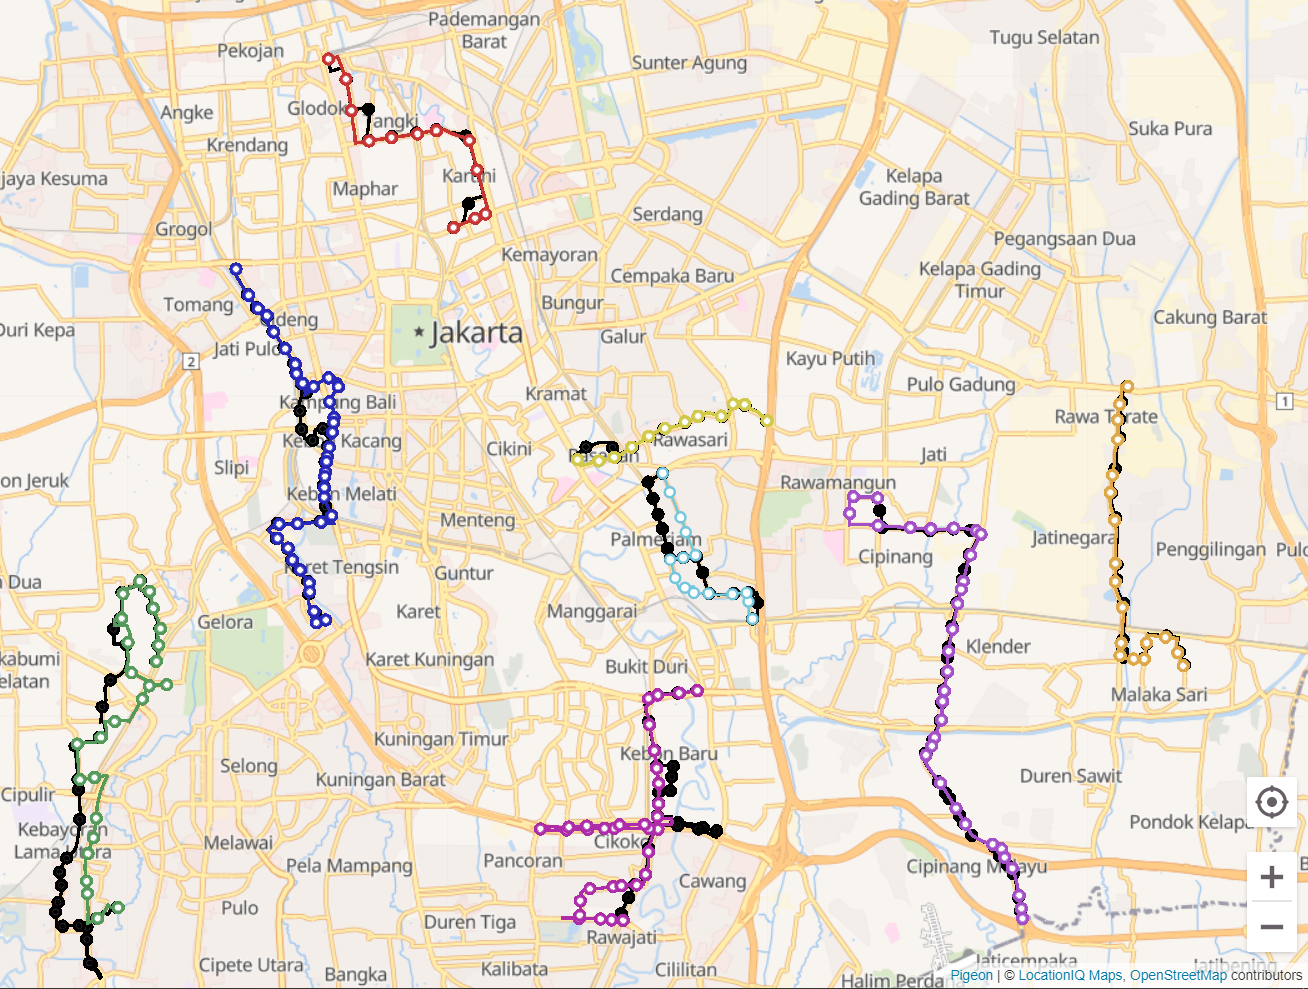 Pademangan
Barat
Pekojan
Tugu Selatan
Sunter Agung
Angke
Glodok
angki
Suka Pura
Krendang
jaya Kesuma
Maphar
Kelapa
Gading Barat
Serdang
Grogol
Pegangsaan Dua
Kemayoran
Cempaka Baru
Kelapa Gading
Timur
Tomang
Bungur
Cakung Barat
deng
Duri Kepa
Jakarta
Galur
Jati Pulo
2
Kayu Putih
Pulo Gadung
Kramat
Kampung Bali
1
Rawa Terate
Kebon Kacang
Cikini
Rawasari
Jati
Slipi
on Jeruk
Rawamangun
Kebon Melati
Menteng
Palmeriam
Jatinegara
Penggilingan
Cipinang
Karet Tengsin
Guntur
Dua
Karet
Manggarai
Gelora
Klender
Karet Kuningan
Bukit Duri
kabumi
elatan
Malaka Sari
Kuningan Timur
Kebon Baru
Selong
Kuningan Barat
Duren Sawit
Cipulir
Pondok Kelapa
Kebayoran
Lama
Melawai
Cikoko
Pancoran
Pela Mampang
Cipinang Melayu
Cawang
Pulo
Duren Tiga
Rawajati
Cipete Utara
Bangka
Kalibata
Cililitan
Jaticempaka
Jatibening
Halim Perdana
+
−
Pigeon | © LocationIQ Maps, OpenStreetMap contributors